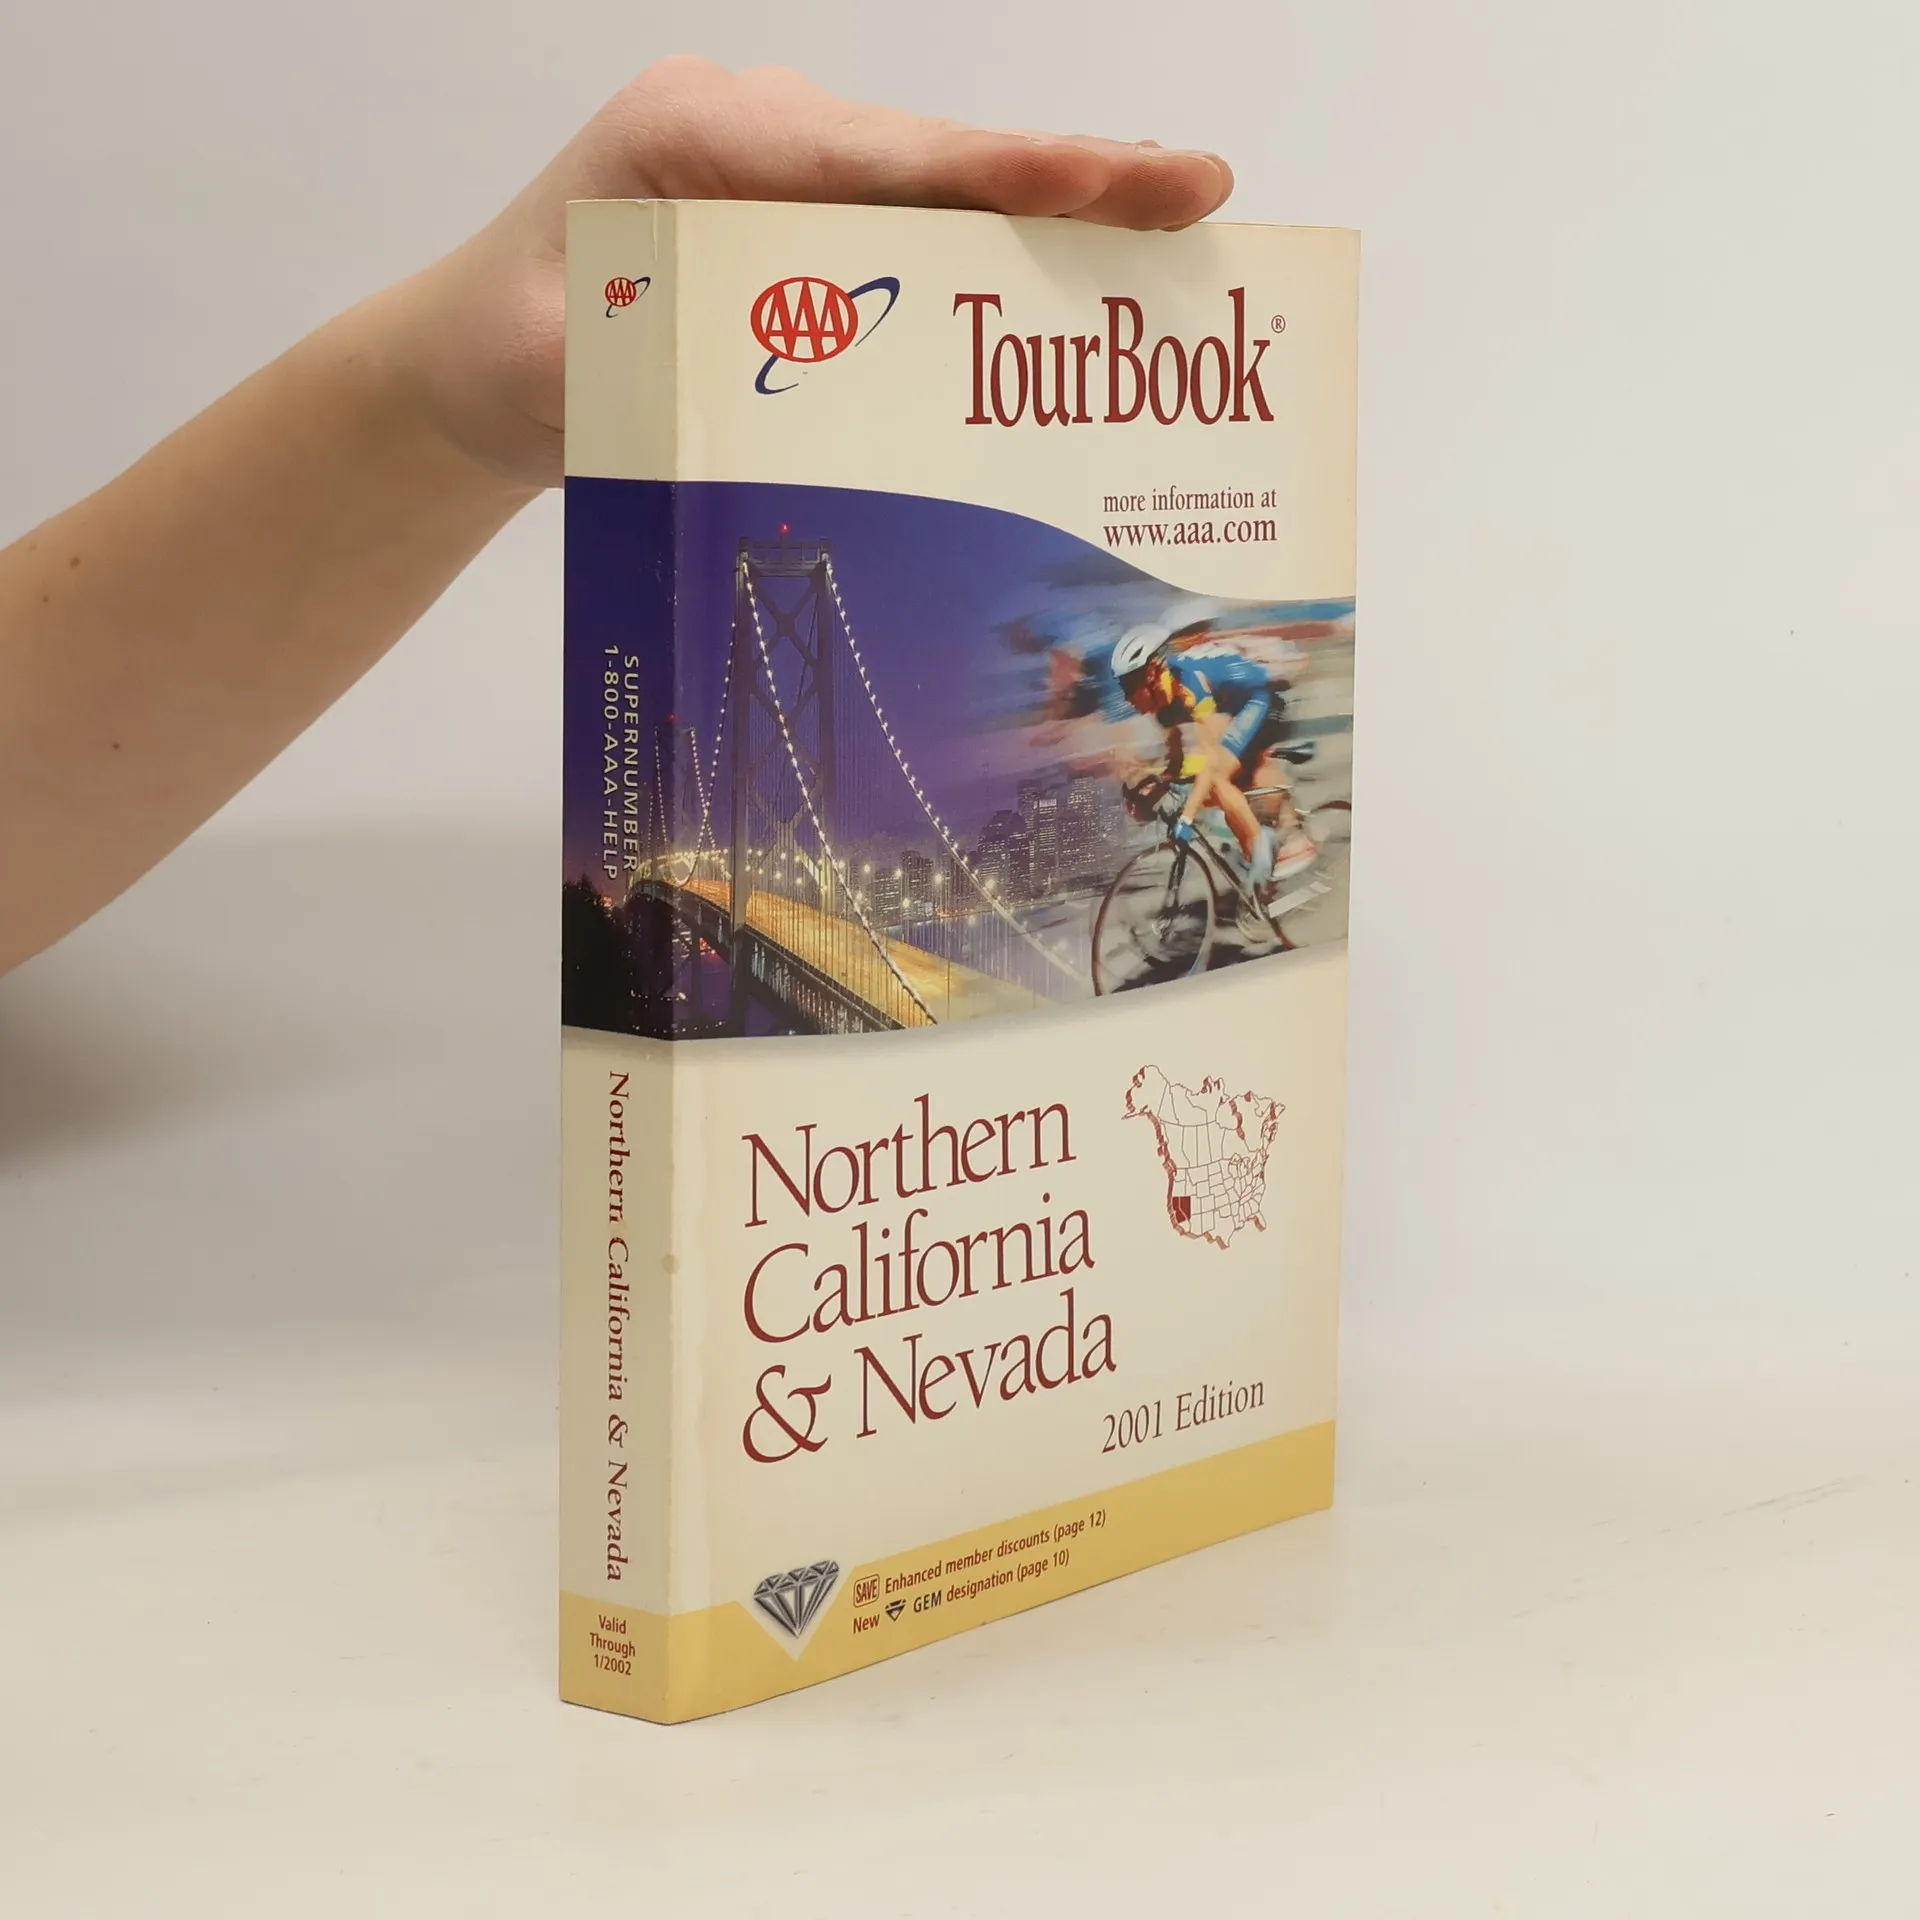 AAA
SUPERNUMBER
1-800-AAA-HELP
Northern California & Nevada
Valid
Through
1/2002
AAA
TourBook®
more information at
www.aaa.com
Northern
California
& Nevada
2001 Edition
SAVE Enhanced member discounts (page 12)
New GEM designation (page 10)